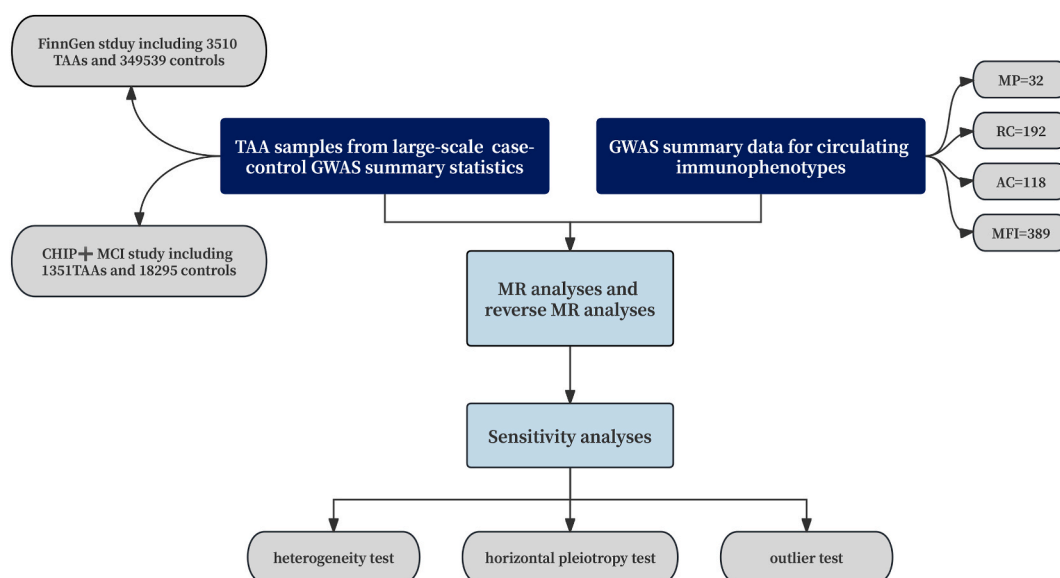 FinnGen stduy including 3510
TAAs and 349539 controls
MP=32
RC=192
TAA samples from large-scale case-
control GWAS summary statistics
GWAS summary data for circulating
immunophenotypes
AC=118
MFI=389
CHIP+ MCI study including
1351TAAs and 18295 controls
MR analyses and
reverse MR analyses
Sensitivity analyses
heterogeneity test
horizontal pleiotropy test
outlier test